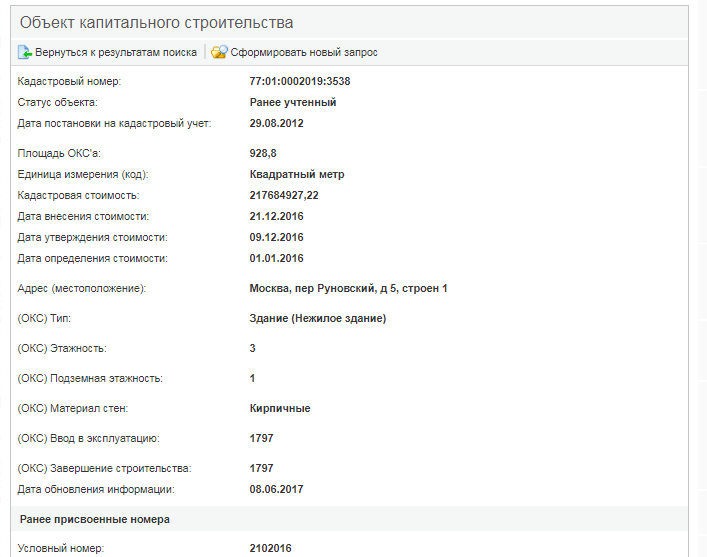 Объект капитального строительства
Вернуться к результатам поиска Сформировать новый запрос
Кадастровый номер: 77:01:0002019:3538
Статус объекта: Ранее учтенный
Дата постановки на кадастровый учет: 29.08.2012
Площадь ОКС'а: 928,8
Единица измерения (код): Квадратный метр
Кадастровая стоимость: 217684927,22
Дата внесения стоимости: 21.12.2016
Дата утверждения стоимости: 09.12.2016
Дата определения стоимости: 01.01.2016
Адрес (местоположение): Москва, пер Руновский, д 5, строен 1
(ОКС) Тип: Здание (Нежилое здание)
(ОКС) Этажность: 3
(ОКС) Подземная этажность: 1
(ОКС) Материал стен: Кирпичные
(ОКС) Ввод в эксплуатацию: 1797
(ОКС) Завершение строительства: 1797
Дата обновления информации: 08.06.2017
Ранее присвоенные номера
Условный номер: 2102016